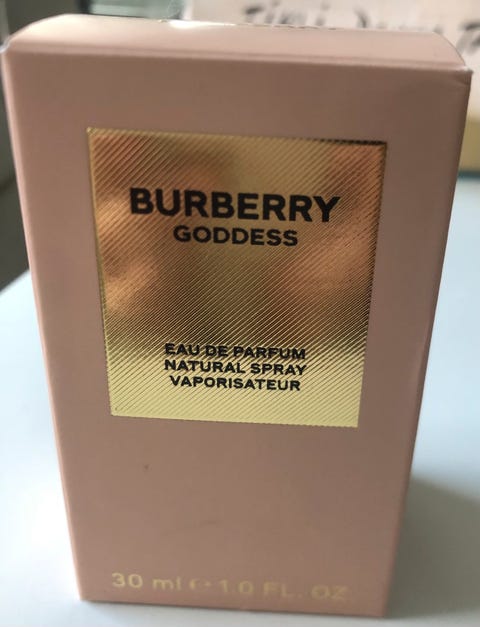 BURBERRY
GODDESS
EAU DE PARFUM
NATURAL SPRAY
VAPORISATEUR
30 ml ℮ 1.0 FL. OZ